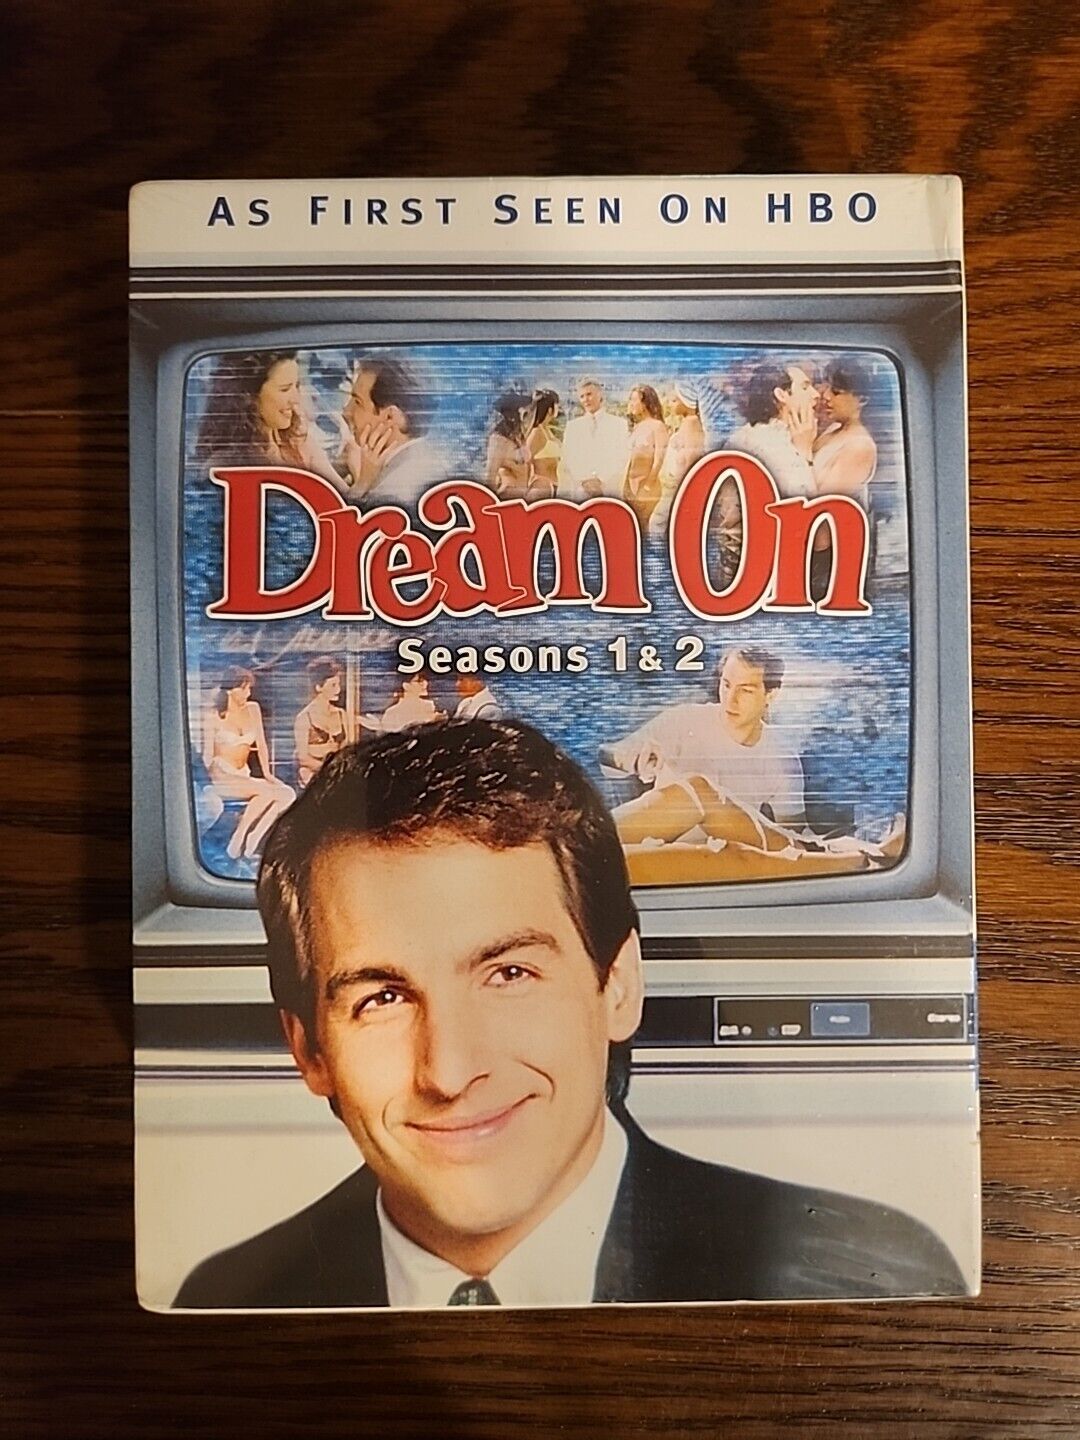 AS FIRST SEEN ON HBO
Dream On
Seasons 1 & 2